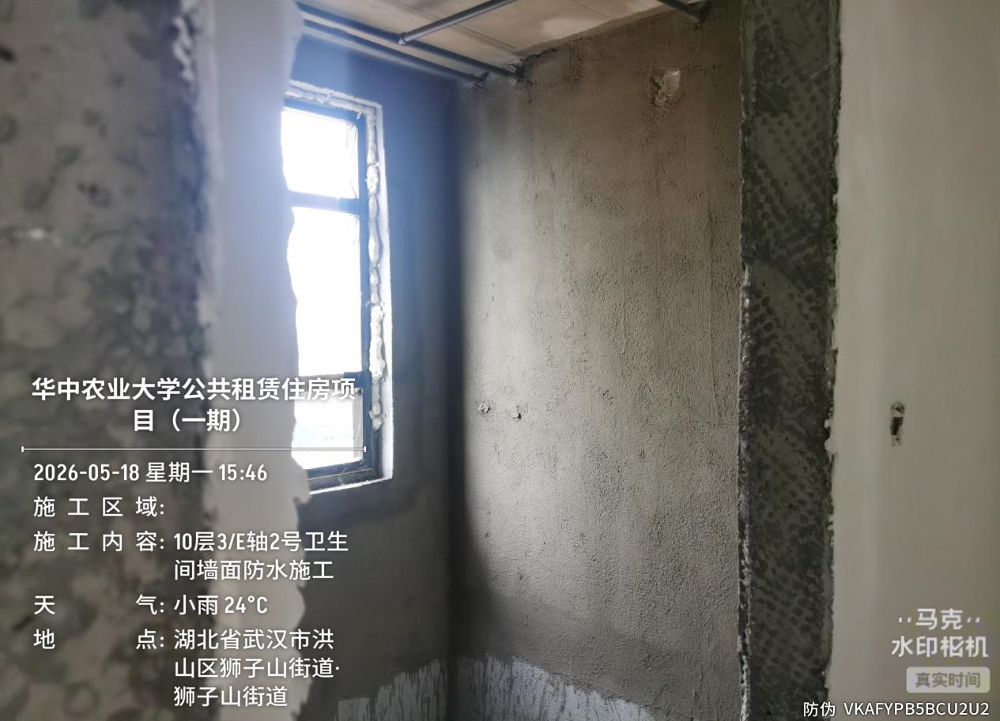 华中农业大学公共租赁住房项
目（一期）
2026-05-18 星期一 15:46
施工区域:
施工内容: 10层3/E轴2号卫生
间墙面防水施工
天气: 小雨 24°C
地点: 湖北省武汉市洪
山区狮子山街道·
狮子山街道
马克
水印相机
真实时间
防伪 VKAFYPB5BCU2U2